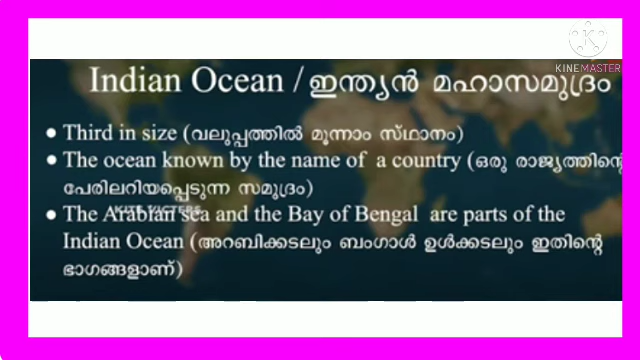 KINEMASTER
Indian Ocean / ഇന്ത്യൻ മഹാസമുദ്രം
● Third in size (വലുപ്പത്തിൽ മൂന്നാം സ്ഥാനം)
● The ocean known by the name of a country (ഒരു രാജ്യത്തിന്റെ
പേരിലറിയപ്പെടുന്ന സമുദ്രം)
● The Arabian sea and the Bay of Bengal are parts of the
Indian Ocean (അറബിക്കടലും ബംഗാൾ ഉൾക്കടലും ഇതിന്റെ
ഭാഗങ്ങളാണ്)